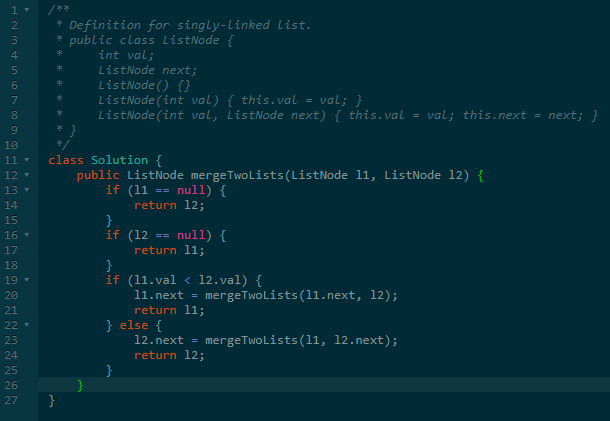 1 /**
2  * Definition for singly-linked list.
3  * public class ListNode {
4  *     int val;
5  *     ListNode next;
6  *     ListNode() {}
7  *     ListNode(int val) { this.val = val; }
8  *     ListNode(int val, ListNode next) { this.val = val; this.next = next; }
9  * }
10  */
11 class Solution {
12     public ListNode mergeTwoLists(ListNode l1, ListNode l2) {
13         if (l1 == null) {
14             return l2;
15         }
16         if (l2 == null) {
17             return l1;
18         }
19         if (l1.val < l2.val) {
20             l1.next = mergeTwoLists(l1.next, l2);
21             return l1;
22         } else {
23             l2.next = mergeTwoLists(l1, l2.next);
24             return l2;
25         }
26     }
27 }